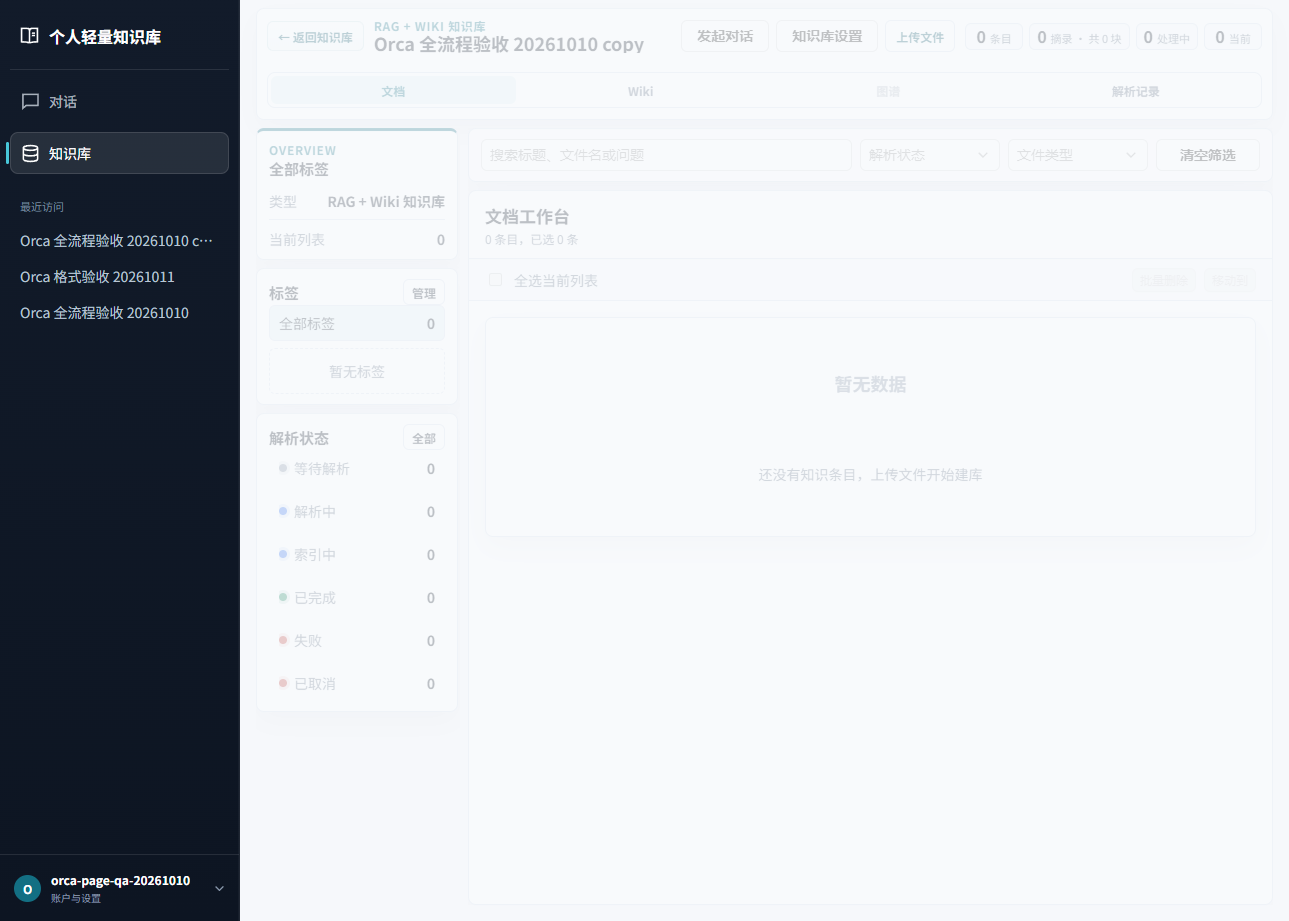 个人轻量知识库
对话
知识库
最近访问
Orca 全流程验收 20261010 c···
Orca 格式验收 20261011
Orca 全流程验收 20261010
O
orca-page-qa-20261010
账户与设置
← 返回知识库
RAG + WIKI 知识库
Orca 全流程验收 20261010 copy
发起对话
知识库设置
上传文件
0 条目
0 摘录 · 共 0 块
0 处理中
0 当前
文档
Wiki
图谱
解析记录
OVERVIEW
全部标签
类型
RAG + Wiki 知识库
当前列表
0
标签
管理
全部标签
0
暂无标签
解析状态
全部
等待解析
0
解析中
0
索引中
0
已完成
0
失败
0
已取消
0
搜索标题、文件名或问题
解析状态
文件类型
清空筛选
文档工作台
0 条目，已选 0 条
全选当前列表
批量删除
移动到
暂无数据
还没有知识条目，上传文件开始建库